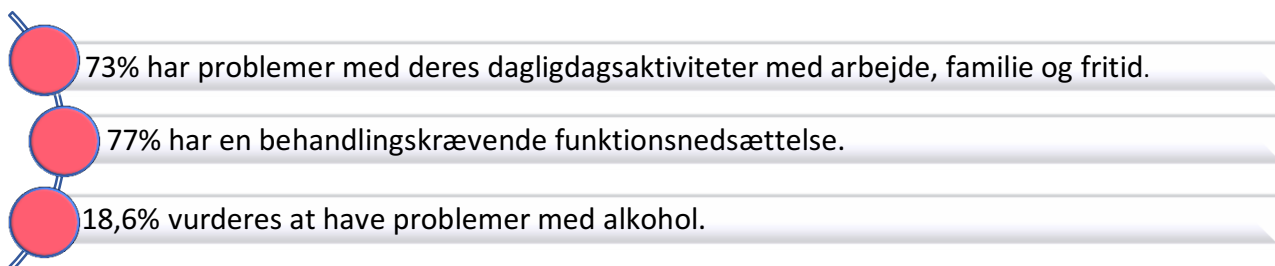 73% har problemer med deres dagligdagsaktiviteter med arbejde, familie og fritid.
77% har en behandlingskrævende funktionsnedsættelse.
18,6% vurderes at have problemer med alkohol.